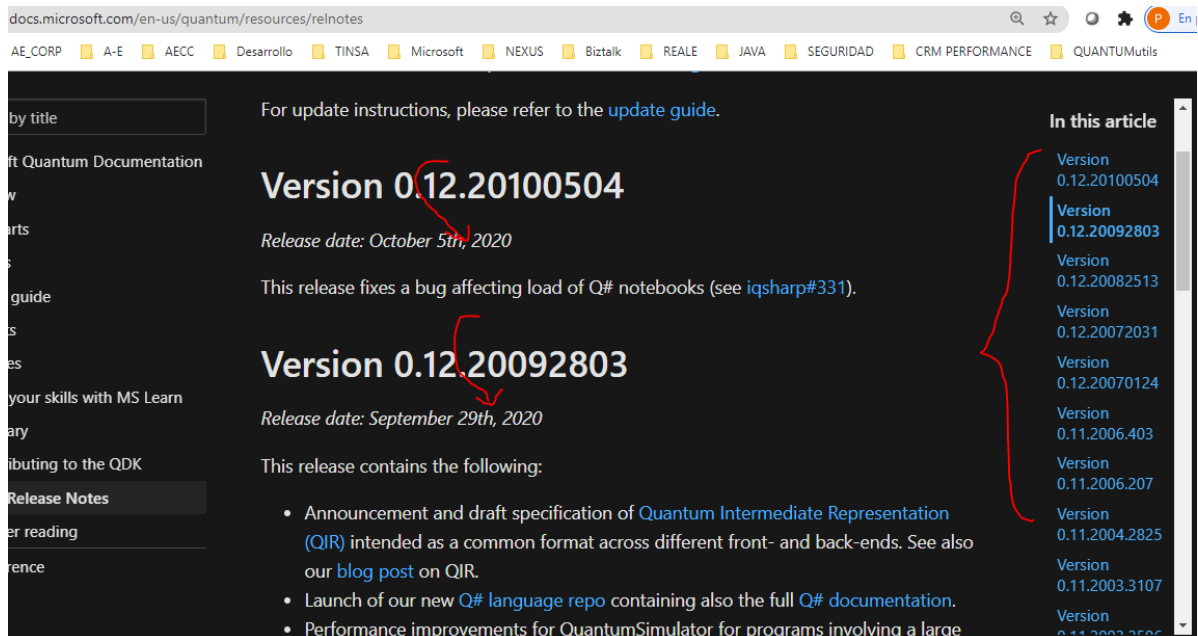 docs.microsoft.com/en-us/quantum/resources/relnotes
P
En
AE_CORP A-E AECC Desarrollo TINSA Microsoft NEXUS Biztalk REALE JAVA SEGURIDAD CRM PERFORMANCE QUANTUMutils
by title
ft Quantum Documentation
w
arts
s
guide
ts
es
your skills with MS Learn
ary
ibuting to the QDK
Release Notes
er reading
rence
For update instructions, please refer to the update guide.
Version 0.12.20100504
Release date: October 5th, 2020
This release fixes a bug affecting load of Q# notebooks (see iqsharp#331).
Version 0.12.20092803
Release date: September 29th, 2020
This release contains the following:
• Announcement and draft specification of Quantum Intermediate Representation
(QIR) intended as a common format across different front- and back-ends. See also
our blog post on QIR.
• Launch of our new Q# language repo containing also the full Q# documentation.
• Performance improvements for QuantumSimulator for programs involving a large
In this article
Version
0.12.20100504
Version
0.12.20092803
Version
0.12.20082513
Version
0.12.20072031
Version
0.12.20070124
Version
0.11.2006.403
Version
0.11.2006.207
Version
0.11.2004.2825
Version
0.11.2003.3107
Version